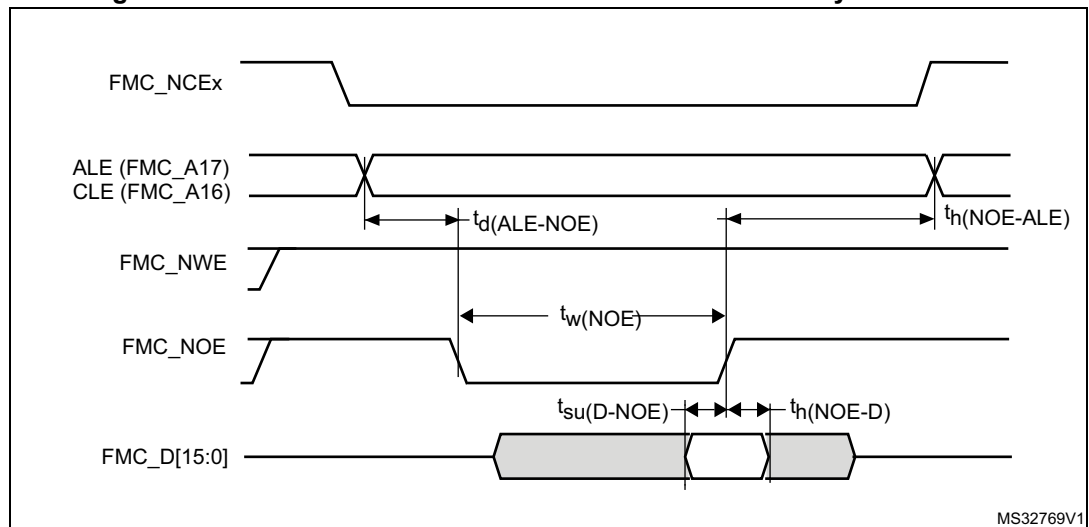 FMC_NCEx
ALE (FMC_A17)
CLE (FMC_A16)
td(ALE-NOE)
th(NOE-ALE)
FMC_NWE
tw(NOE)
FMC_NOE
tsu(D-NOE)
th(NOE-D)
FMC_D[15:0]
MS32769V1